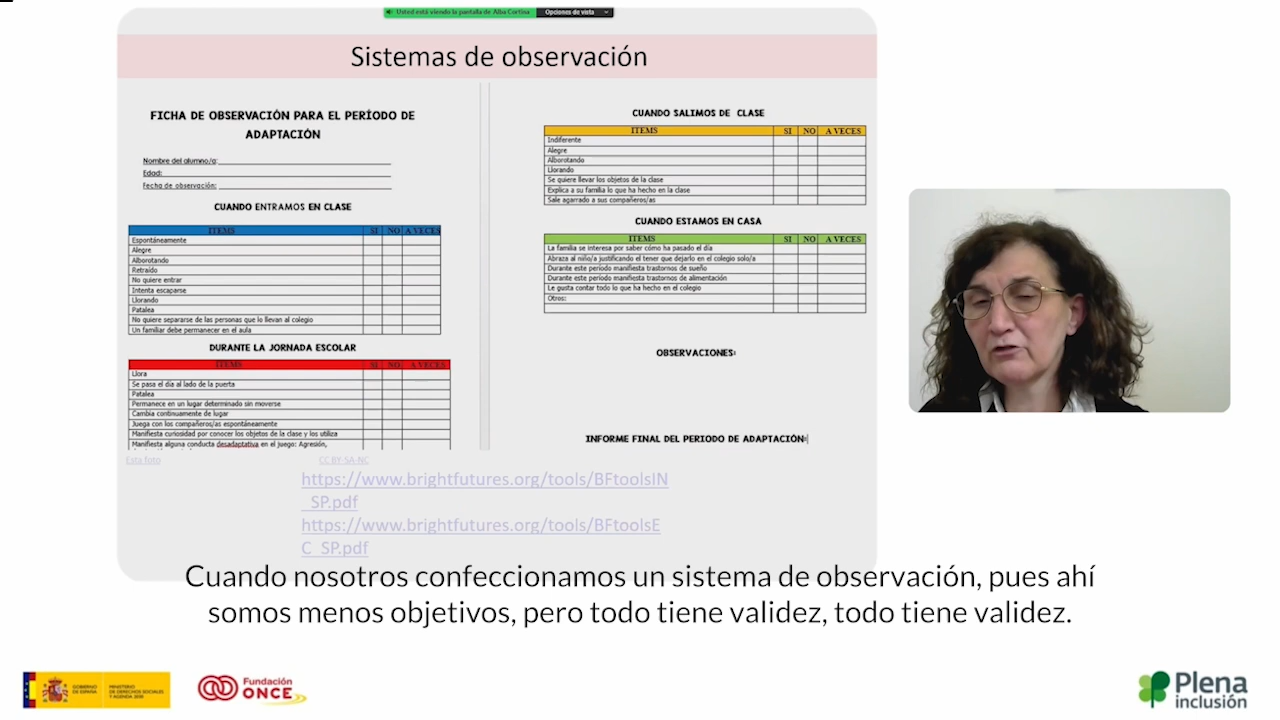 Usted está viendo la pantalla de Alba Cortina
Opciones de vista
Sistemas de observación
FICHA DE OBSERVACIÓN PARA EL PERÍODO DE
ADAPTACIÓN
Nombre del alumno/a:
Edad:
Fecha de observación:
CUANDO ENTRAMOS EN CLASE
ITEMS SI NO A VECES
Espontáneamente
Alegre
Alborotando
Retraído
No quiere entrar
Intenta escaparse
Llorando
Patalea
No quiere separarse de las personas que lo llevan al colegio
Un familiar debe permanecer en el aula
DURANTE LA JORNADA ESCOLAR
ITEMS SI NO A VECES
Llora
Se pasa el día al lado de la puerta
Patalea
Permanece en un lugar determinado sin moverse
Cambia continuamente de lugar
Juega con los compañeros/as espontáneamente
Manifiesta curiosidad por conocer los objetos de la clase y los utiliza
Manifiesta alguna conducta desadaptativa en el juego: Agresión,
CUANDO SALIMOS DE CLASE
ITEMS SI NO A VECES
Indiferente
Alegre
Alborotando
Llorando
Se quiere llevar los objetos de la clase
Explica a su familia lo que ha hecho en la clase
Sale agarrado a sus compañeros/as
CUANDO ESTAMOS EN CASA
ITEMS SI NO A VECES
La familia se interesa por saber cómo ha pasado el día
Abraza al niño/a justificando el tener que dejarlo en el colegio solo/a
Durante este período manifiesta trastornos de sueño
Durante este período manifiesta trastornos de alimentación
Le gusta contar todo lo que ha hecho en el colegio
Otros:
OBSERVACIONES:
INFORME FINAL DEL PERIODO DE ADAPTACIÓN:
Esta foto
CC BY-SA-NC
https://www.brightfutures.org/tools/BFtoolsIN
_SP.pdf
https://www.brightfutures.org/tools/BFtoolsE
C_SP.pdf
Cuando nosotros confeccionamos un sistema de observación, pues ahí
somos menos objetivos, pero todo tiene validez, todo tiene validez.
GOBIERNO
DE ESPAÑA
MINISTERIO
DE DERECHOS SOCIALES
Y AGENDA 2030
Fundación
ONCE
Plena
inclusión